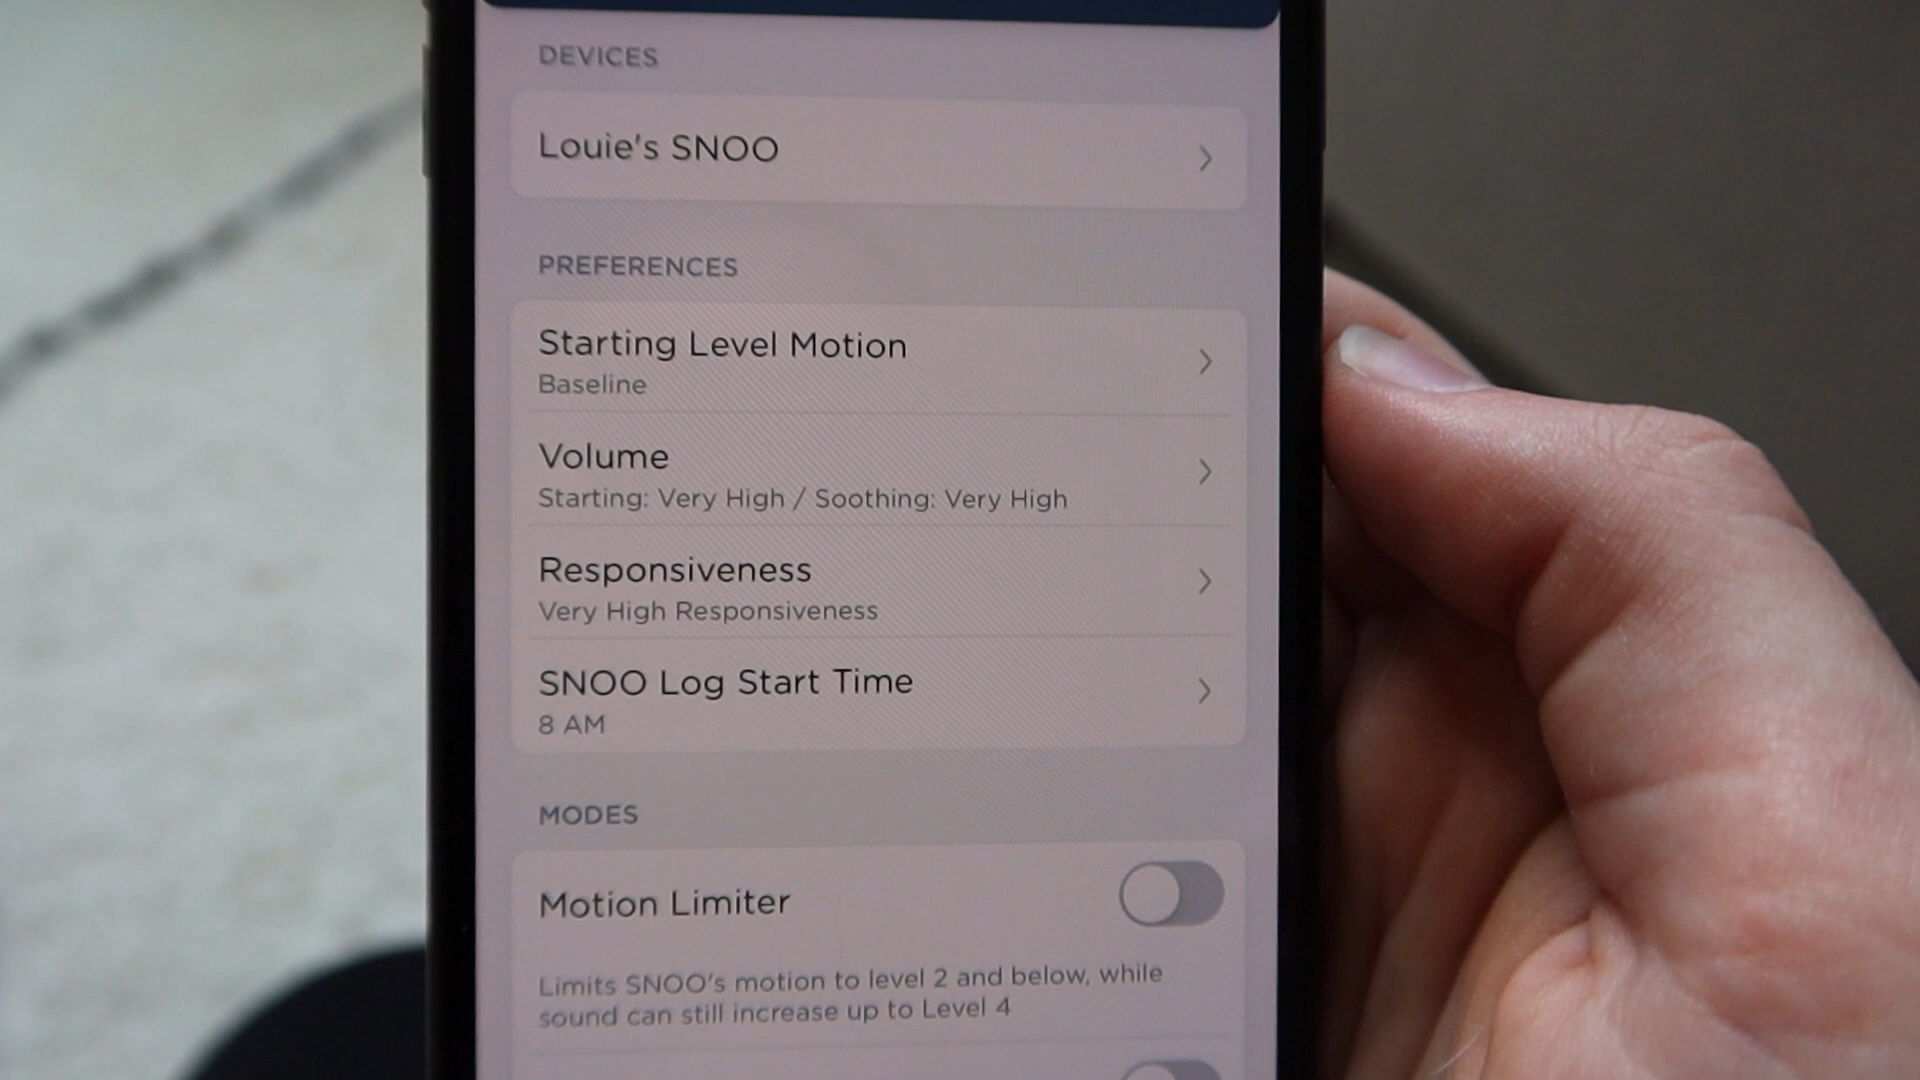 DEVICES
Louie's SNOO
PREFERENCES
Starting Level Motion
Baseline
Volume
Starting: Very High / Soothing: Very High
Responsiveness
Very High Responsiveness
SNOO Log Start Time
8 AM
MODES
Motion Limiter
Limits SNOO's motion to level 2 and below, while
sound can still increase up to Level 4